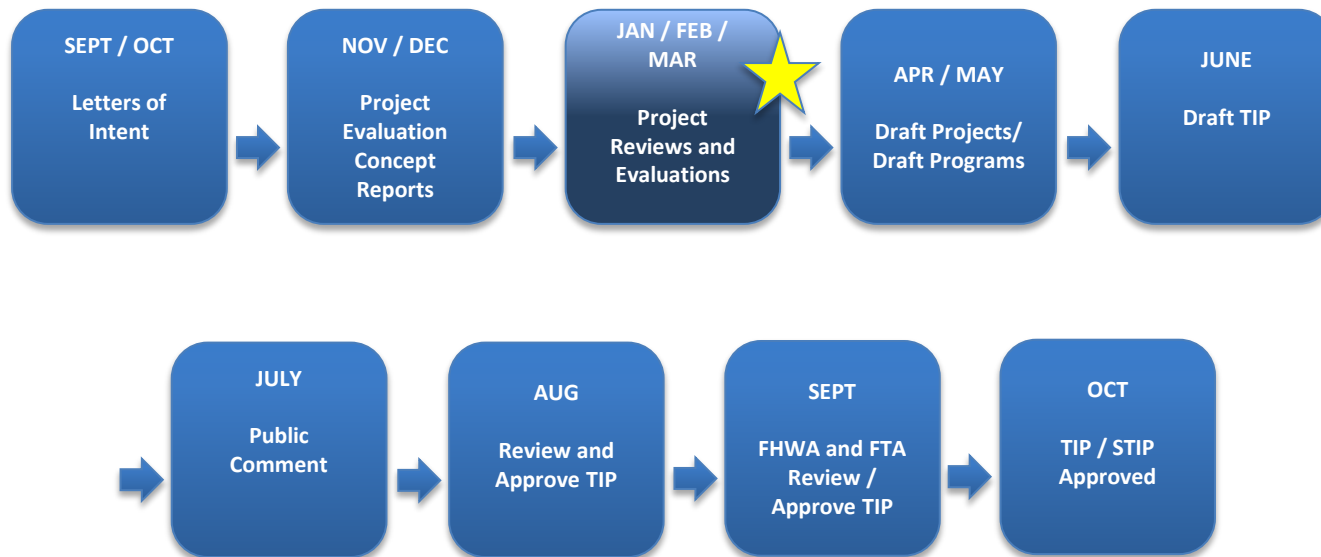 SEPT / OCT
Letters of
Intent
NOV / DEC
Project
Evaluation
Concept
Reports
JAN / FEB /
MAR
Project
Reviews and
Evaluations
APR / MAY
Draft Projects/
Draft Programs
JUNE
Draft TIP
JULY
Public
Comment
AUG
Review and
Approve TIP
SEPT
FHWA and FTA
Review /
Approve TIP
OCT
TIP / STIP
Approved